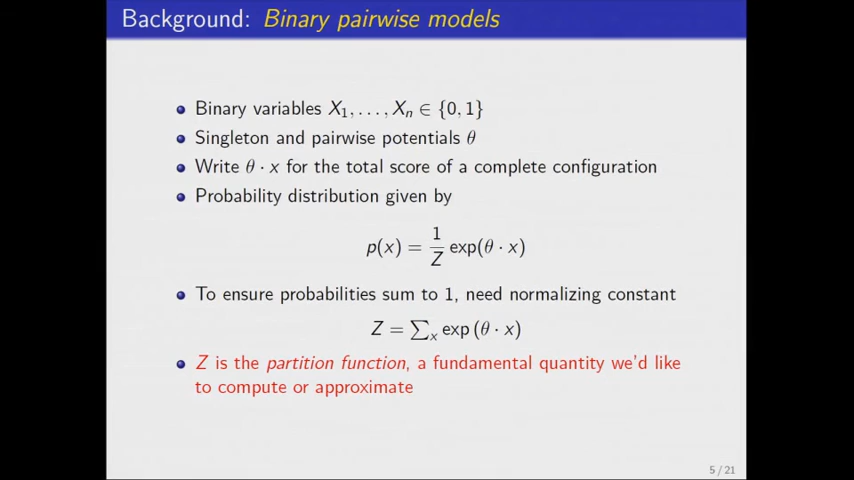 Background: Binary pairwise models
• Binary variables X₁, . . . , Xₙ ∈ {0, 1}
• Singleton and pairwise potentials θ
• Write θ · x for the total score of a complete configuration
• Probability distribution given by
p(x) = 1/Z exp(θ · x)
• To ensure probabilities sum to 1, need normalizing constant
Z = ∑ₓ exp (θ · x)
• Z is the partition function, a fundamental quantity we'd like
to compute or approximate
5 / 21